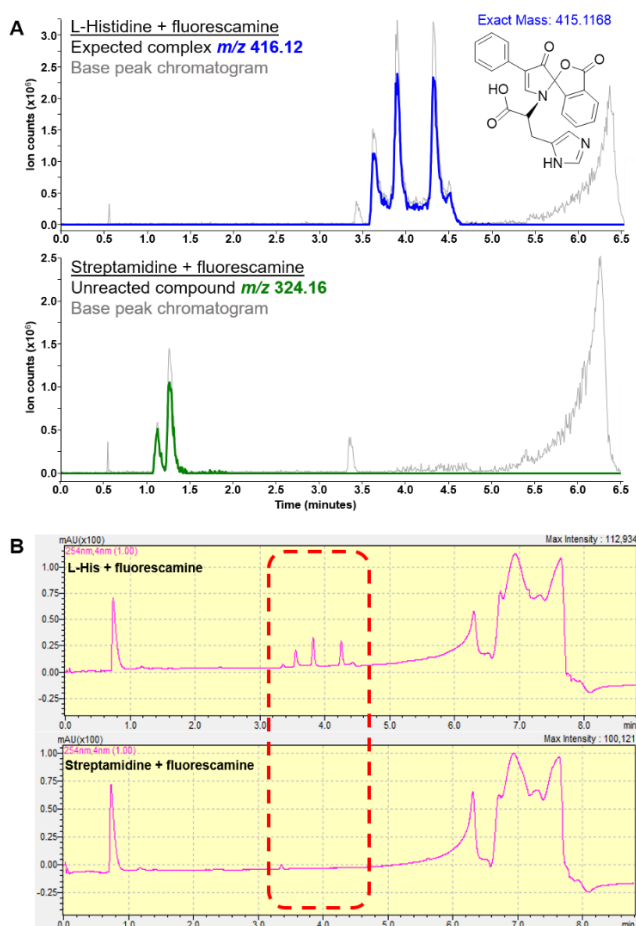 A
L-Histidine + fluorescamine
Expected complex m/z 416.12
Base peak chromatogram
Exact Mass: 415.1168
O
O
O
N
HO
O
N
HN
Ion counts (x10⁶)
3.0
2.5
2.0
1.5
1.0
0.5
0.0
0.0 0.5 1.0 1.5 2.0 2.5 3.0 3.5 4.0 4.5 5.0 5.5 6.0 6.5
Streptamidine + fluorescamine
Unreacted compound m/z 324.16
Base peak chromatogram
Ion counts (x10⁶)
2.5
2.0
1.5
1.0
0.5
0.0
0.0 0.5 1.0 1.5 2.0 2.5 3.0 3.5 4.0 4.5 5.0 5.5 6.0 6.5
Time (minutes)
B
mAU(x100)
Max Intensity : 112,934
254nm,4nm (1.00)
L-His + fluorescamine
1.00
0.75
0.50
0.25
0.00
-0.25
0.0 1.0 2.0 3.0 4.0 5.0 6.0 7.0 8.0 min
mAU(x100)
Max Intensity : 100,121
254nm,4nm (1.00)
Streptamidine + fluorescamine
1.00
0.75
0.50
0.25
0.00
-0.25
0.0 1.0 2.0 3.0 4.0 5.0 6.0 7.0 8.0 min